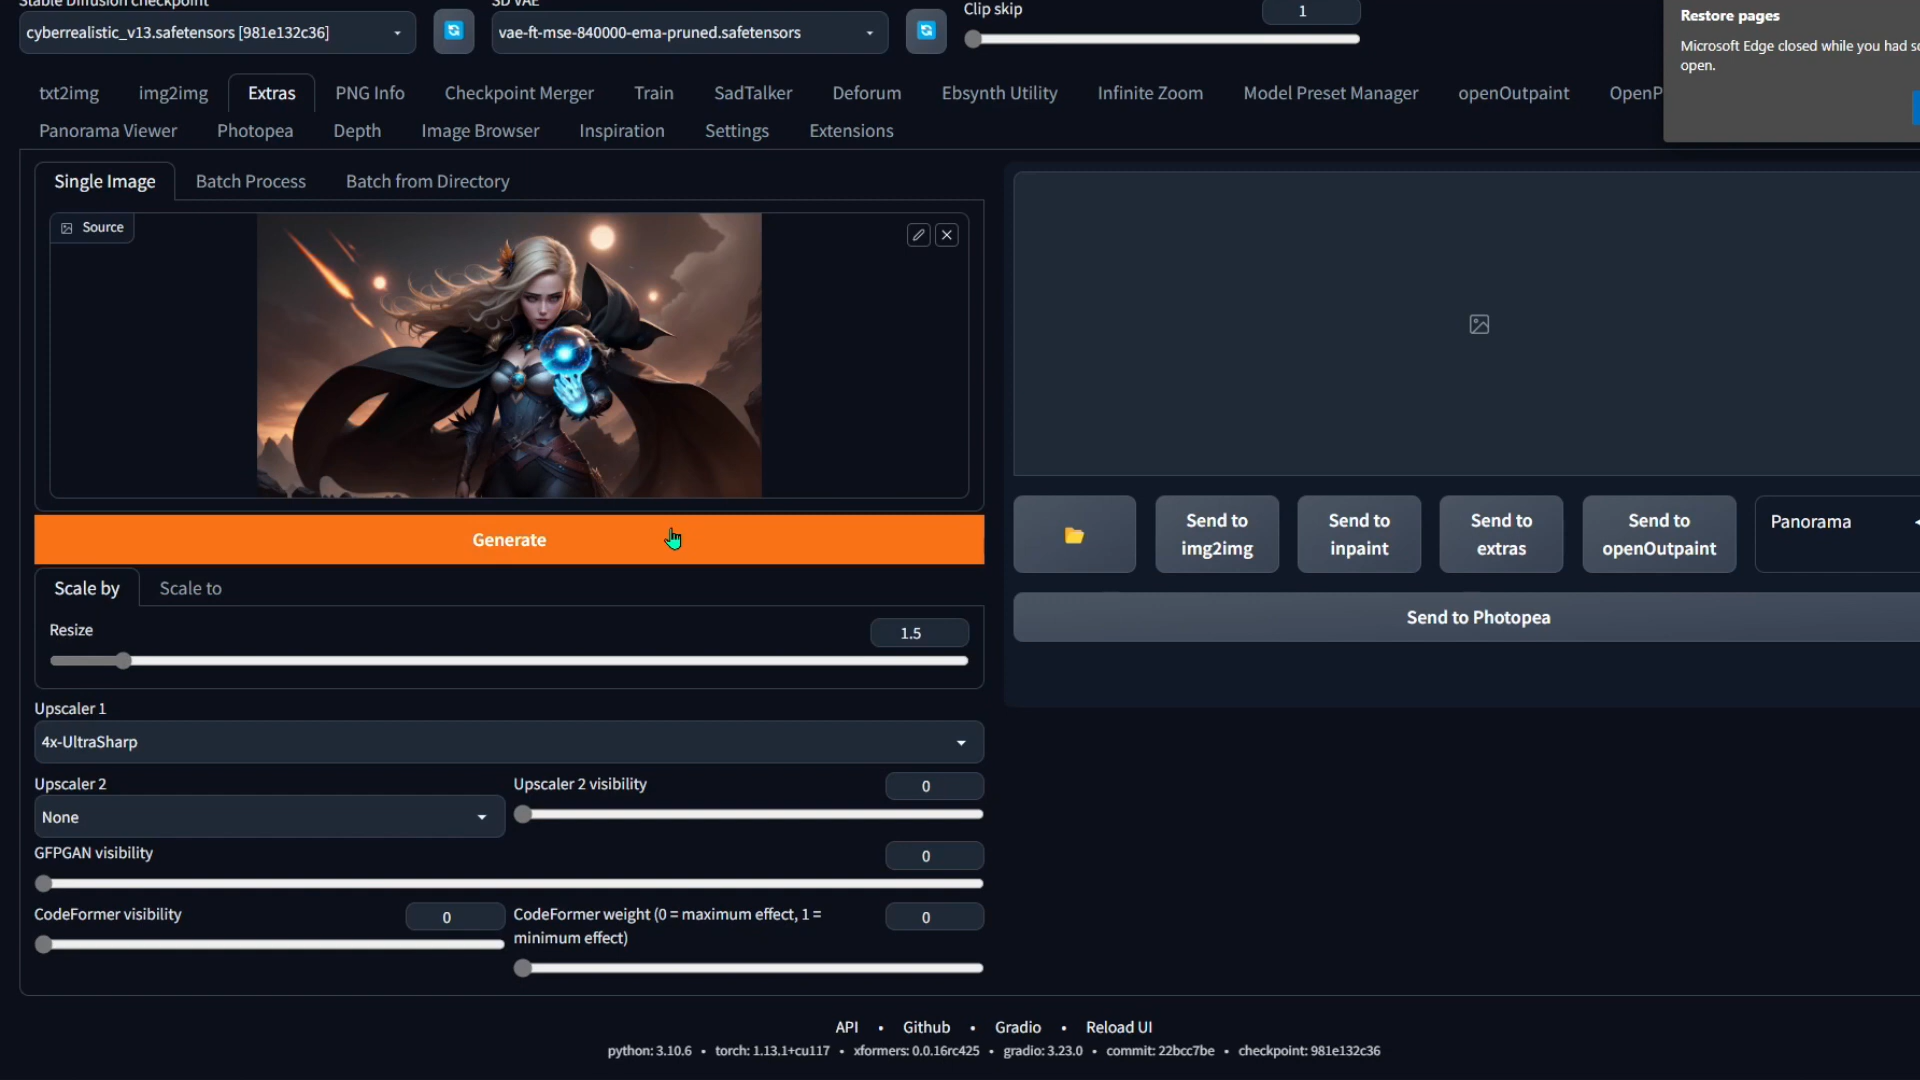 Stable Diffusion checkpoint
SD VAE
Clip skip
1
cyberrealistic_v13.safetensors [981e132c36]
vae-ft-mse-840000-ema-pruned.safetensors
Restore pages
Microsoft Edge closed while you had
open.
txt2img
img2img
Extras
PNG Info
Checkpoint Merger
Train
SadTalker
Deforum
Ebsynth Utility
Infinite Zoom
Model Preset Manager
openOutpaint
OpenP
Panorama Viewer
Photopea
Depth
Image Browser
Inspiration
Settings
Extensions
Single Image
Batch Process
Batch from Directory
Source
Generate
Scale by
Scale to
Resize
1.5
Upscaler 1
4x-UltraSharp
Upscaler 2
None
Upscaler 2 visibility
0
GFPGAN visibility
0
CodeFormer visibility
0
CodeFormer weight (0 = maximum effect, 1 =
minimum effect)
0
Send to
img2img
Send to
inpaint
Send to
extras
Send to
openOutpaint
Panorama
Send to Photopea
API • Github • Gradio • Reload UI
python: 3.10.6 • torch: 1.13.1+cu117 • xformers: 0.0.16rc425 • gradio: 3.23.0 • commit: 22bcc7be • checkpoint: 981e132c36